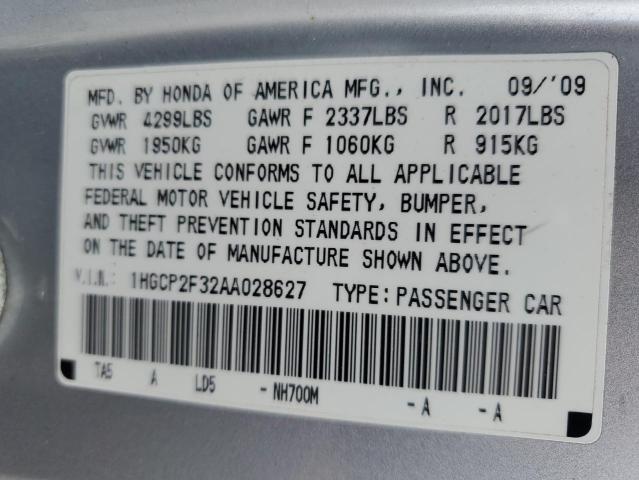 MFD. BY HONDA OF AMERICA MFG., INC. 09/'09
GVWR 4299LBS GAWR F 2337LBS R 2017LBS
GVWR 1950KG GAWR F 1060KG R 915KG
THIS VEHICLE CONFORMS TO ALL APPLICABLE
FEDERAL MOTOR VEHICLE SAFETY, BUMPER,
AND THEFT PREVENTION STANDARDS IN EFFECT
ON THE DATE OF MANUFACTURE SHOWN ABOVE.
V.I.N.: 1HGCP2F32AA028627 TYPE: PASSENGER CAR
TA5 A LD5 - NH700M - A - A